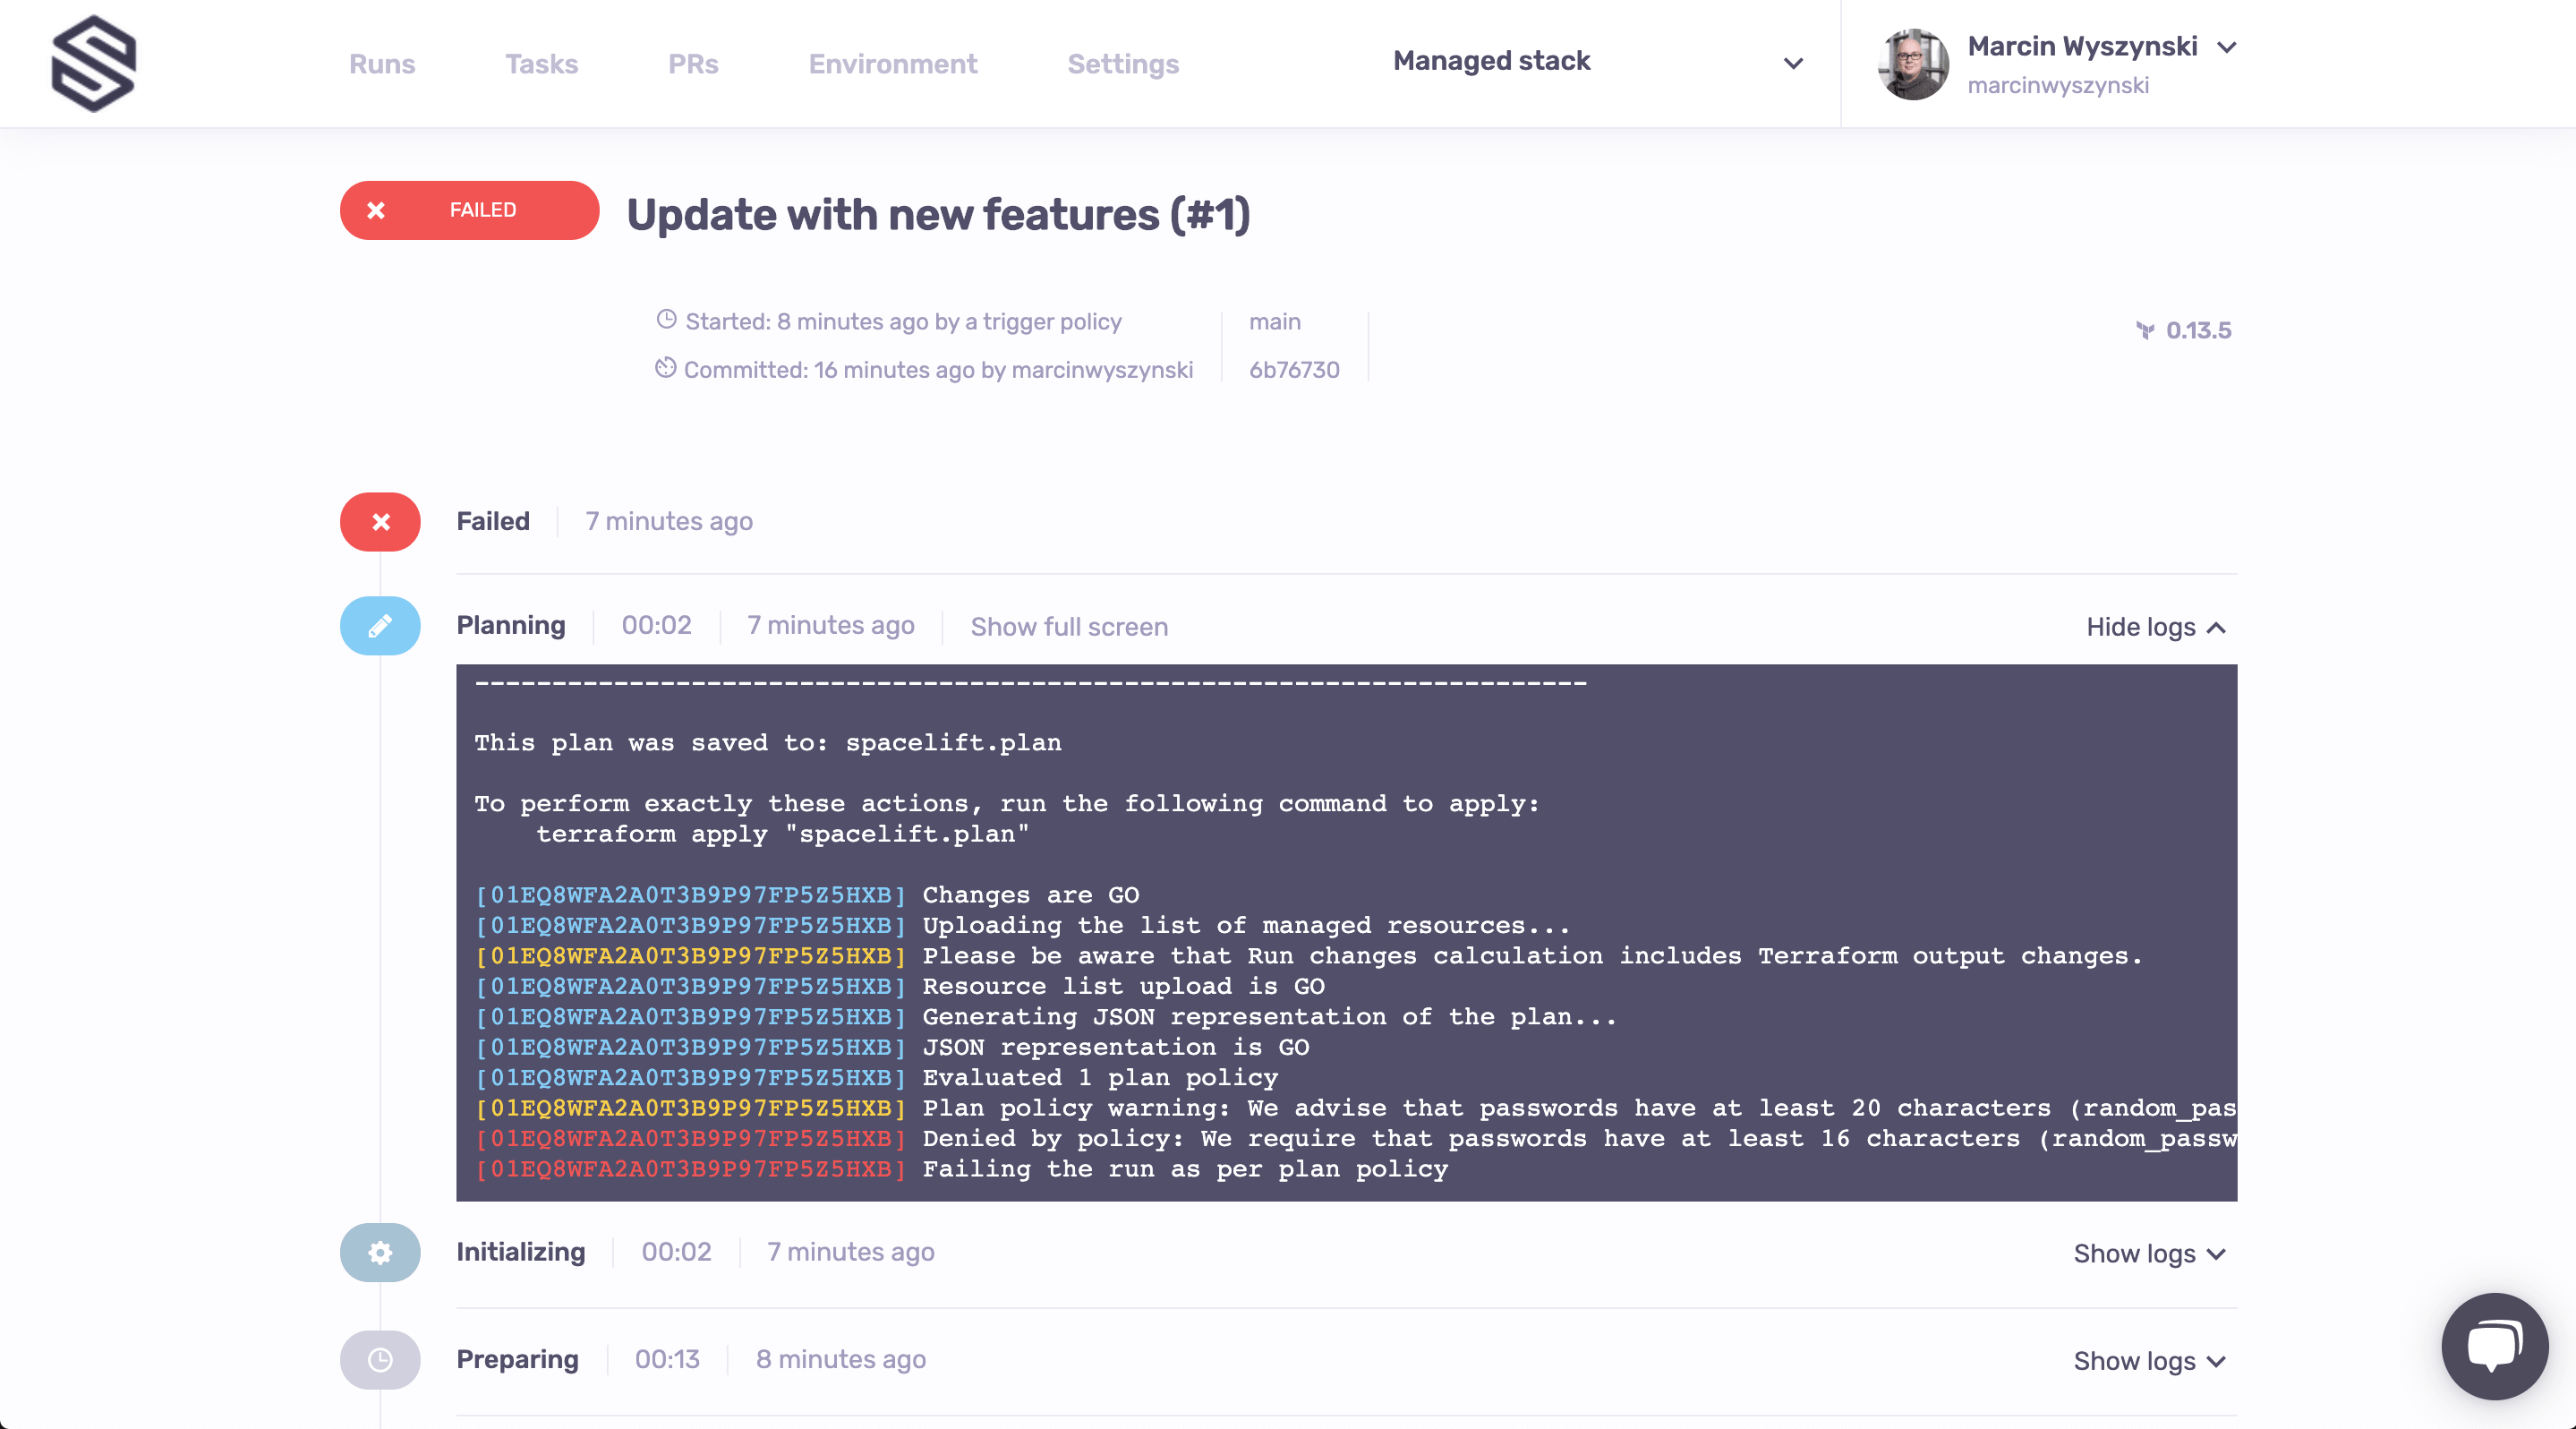 Runs Tasks PRs Environment Settings Managed stack Marcin Wyszynski
marcinwyszynski
FAILED Update with new features (#1)
Started: 8 minutes ago by a trigger policy main
0.13.5
Committed: 16 minutes ago by marcinwyszynski 6b76730
Failed 7 minutes ago
Planning 00:02 7 minutes ago Show full screen Hide logs
------------------------------------------------------------------------
This plan was saved to: spacelift.plan
To perform exactly these actions, run the following command to apply:
terraform apply "spacelift.plan"
[01EQ8WFA2A0T3B9P97FP5Z5HXB] Changes are GO
[01EQ8WFA2A0T3B9P97FP5Z5HXB] Uploading the list of managed resources...
[01EQ8WFA2A0T3B9P97FP5Z5HXB] Please be aware that Run changes calculation includes Terraform output changes.
[01EQ8WFA2A0T3B9P97FP5Z5HXB] Resource list upload is GO
[01EQ8WFA2A0T3B9P97FP5Z5HXB] Generating JSON representation of the plan...
[01EQ8WFA2A0T3B9P97FP5Z5HXB] JSON representation is GO
[01EQ8WFA2A0T3B9P97FP5Z5HXB] Evaluated 1 plan policy
[01EQ8WFA2A0T3B9P97FP5Z5HXB] Plan policy warning: We advise that passwords have at least 20 characters (random_pas
[01EQ8WFA2A0T3B9P97FP5Z5HXB] Denied by policy: We require that passwords have at least 16 characters (random_passw
[01EQ8WFA2A0T3B9P97FP5Z5HXB] Failing the run as per plan policy
Initializing 00:02 7 minutes ago Show logs
Preparing 00:13 8 minutes ago Show logs